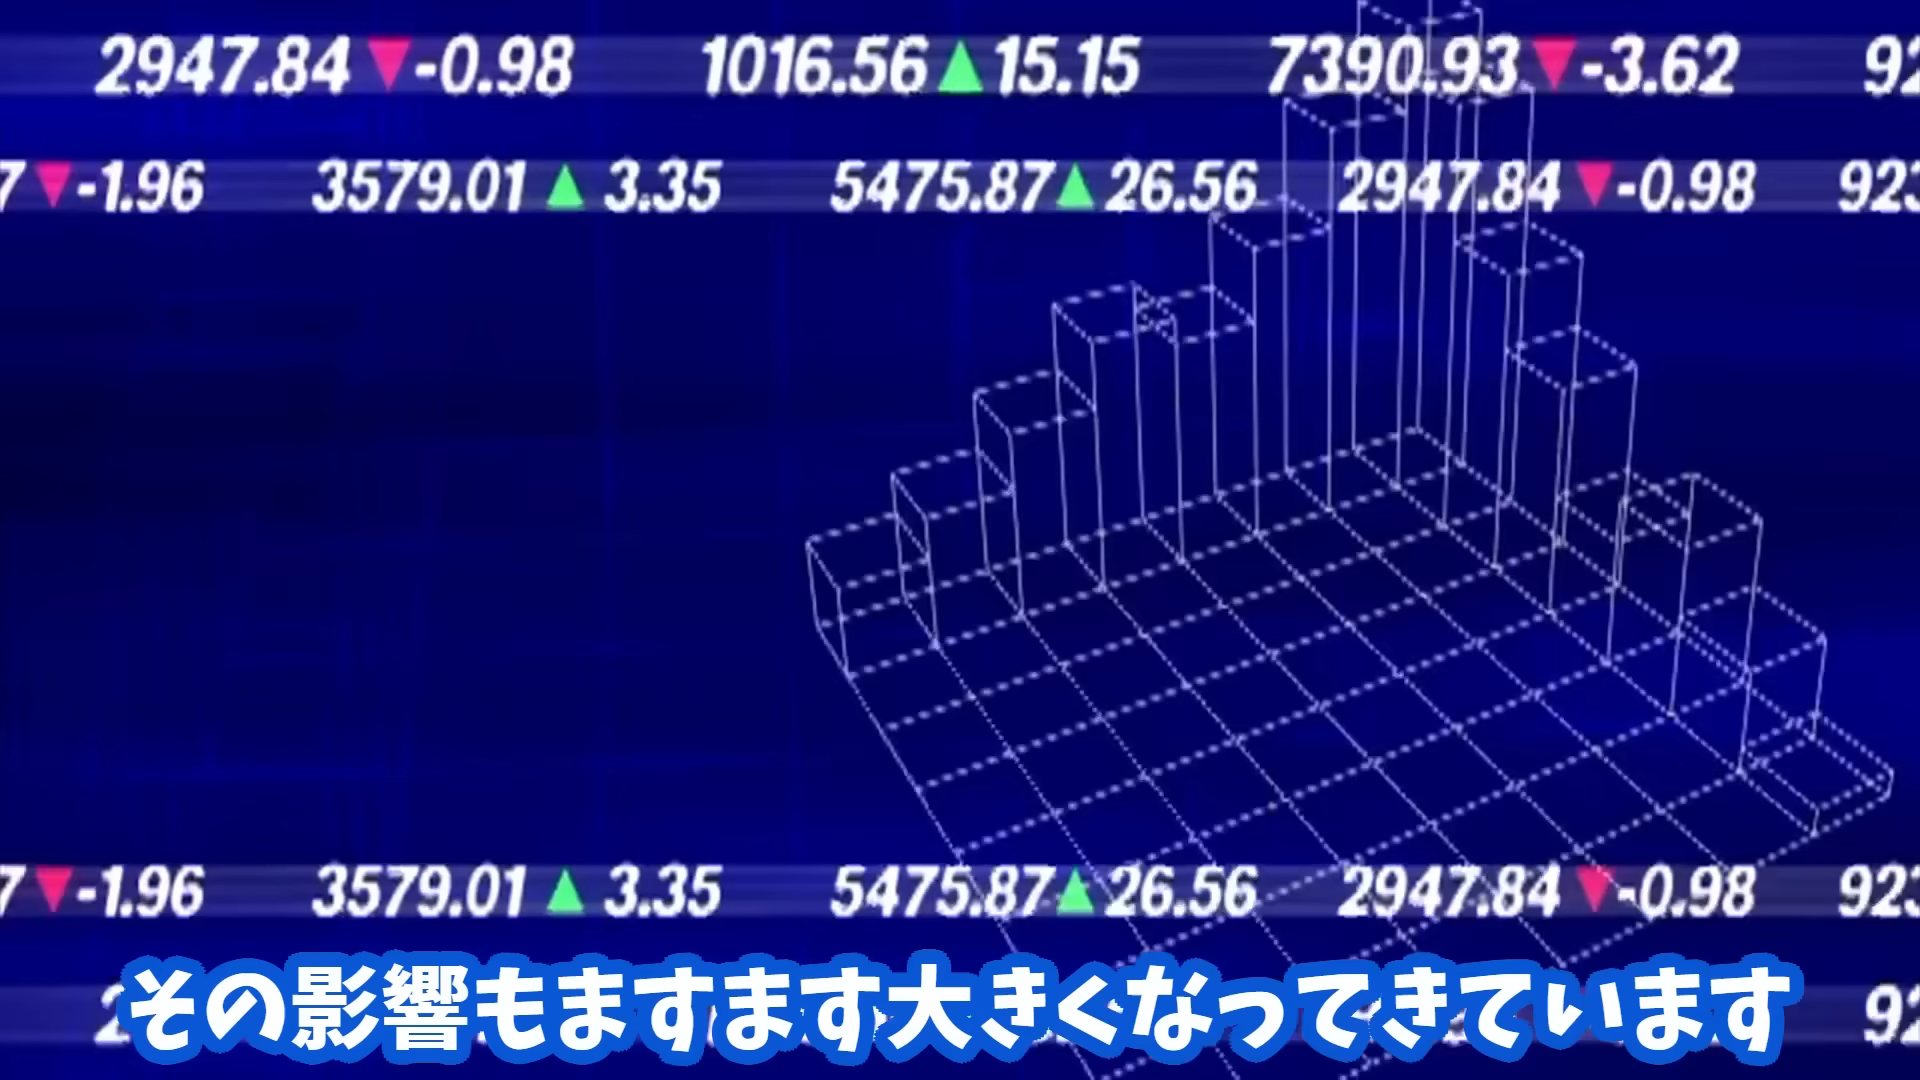 2947.84 ▼-0.98 1016.56 ▲ 15.15 7390.93 ▼-3.62
▼-1.96 3579.01 ▲ 3.35 5475.87 ▲ 26.56 2947.84 ▼-0.98
▼-1.96 3579.01 ▲ 3.35 5475.87 ▲ 26.56 2947.84 ▼-0.98
その影響もますます大きくなってきています